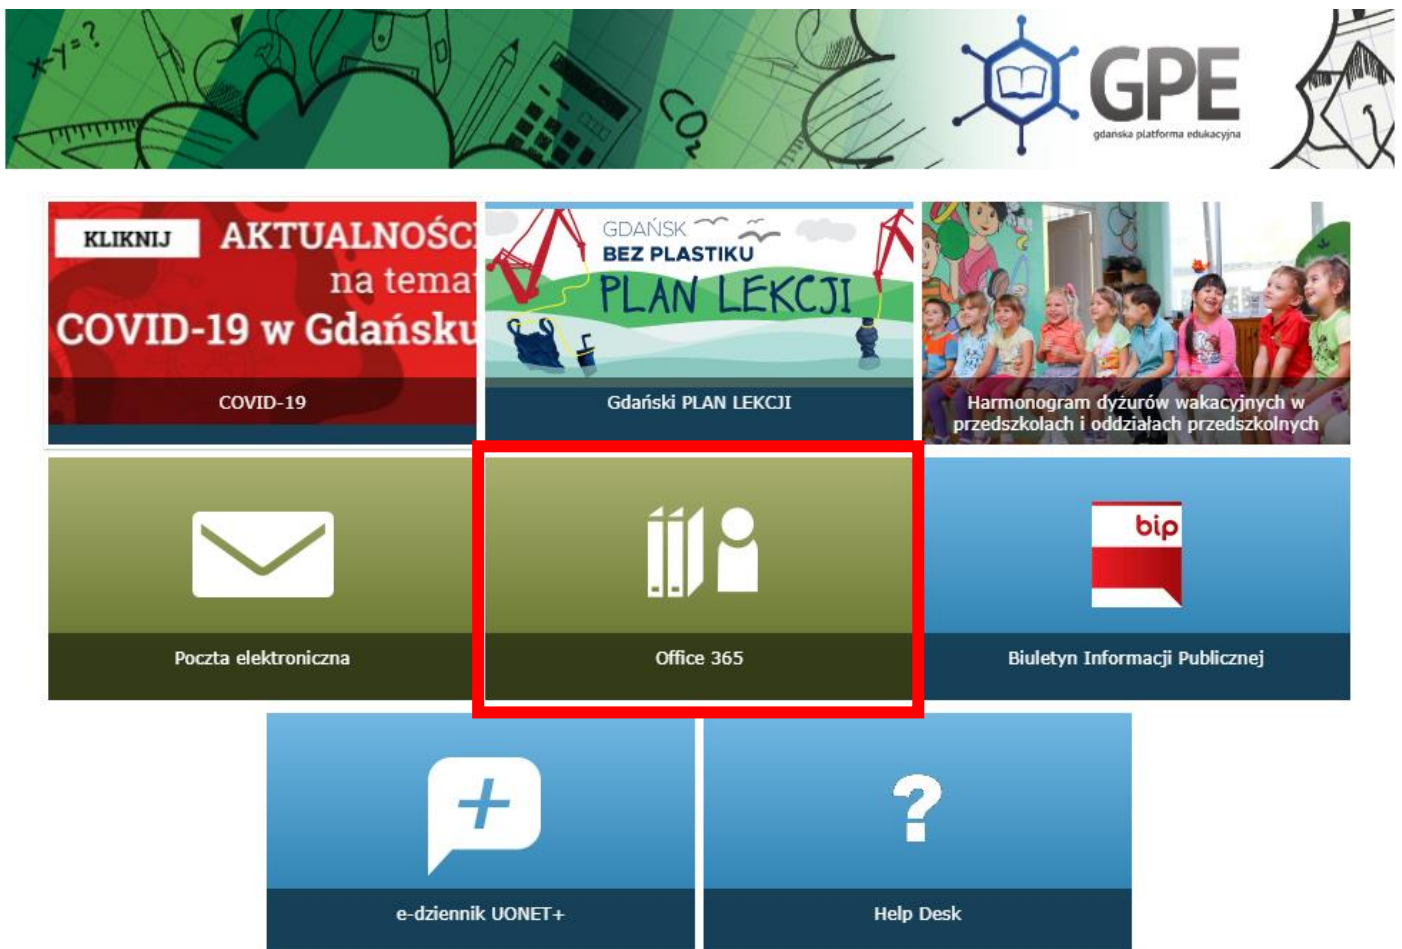 x-y=?
CO₂
GPE
gdańska platforma edukacyjna
KLIKNIJ
AKTUALNOŚCI
na temat
COVID-19 w Gdańsku
COVID-19
GDAŃSK
BEZ PLASTIKU
PLAN LEKCJI
Gdański PLAN LEKCJI
Harmonogram dyżurów wakacyjnych w
przedszkolach i oddziałach przedszkolnych
Poczta elektroniczna
Office 365
bip
Biuletyn Informacji Publicznej
+
e-dziennik UONET+
?
Help Desk